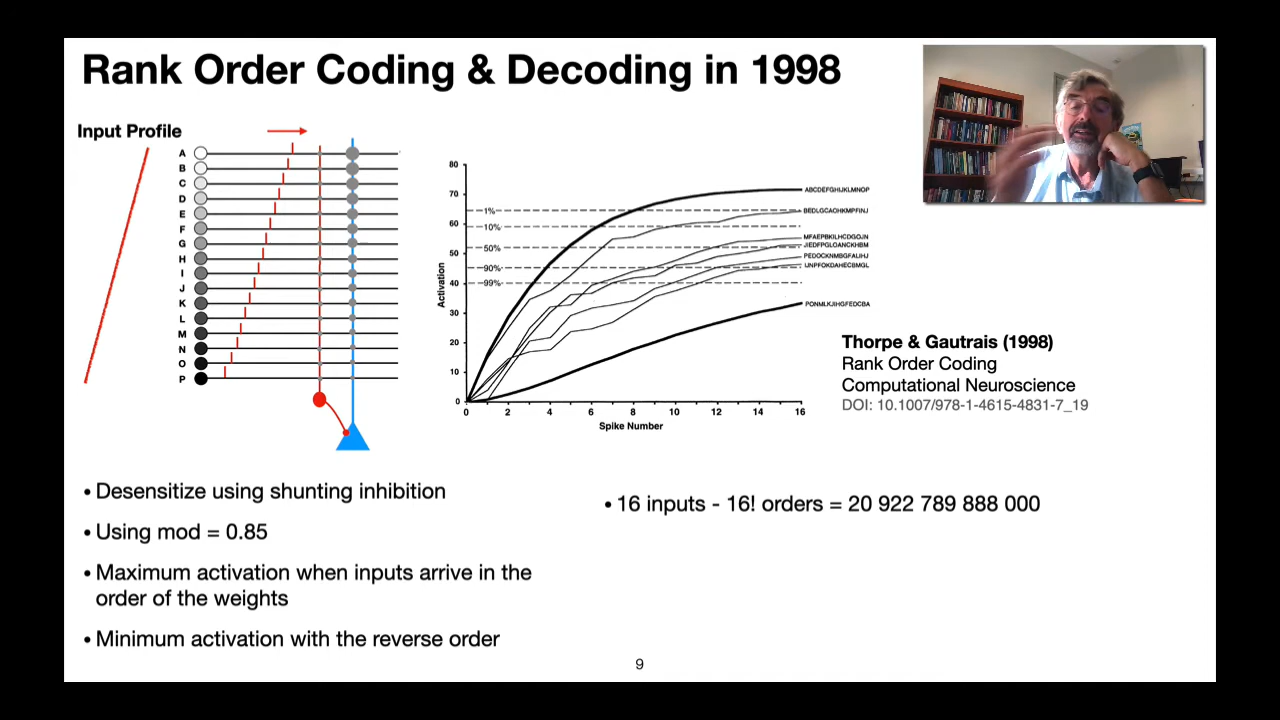 Rank Order Coding & Decoding in 1998
Input Profile
A
B
C
D
E
F
G
H
I
J
K
L
M
N
O
P
80
70
60
50
40
30
20
10
0
Activation
1%
10%
50%
90%
99%
0 2 4 6 8 10 12 14 16
Spike Number
ABCDEFGHIJKLMNOP
BEDLGCAOHKMPFINJ
MFAEPBKILHCDGOJN
JIEDFPGLOANCKHBM
PEDOCKNMBGFALIHJ
IJNPFOKDAHECBMGL
PONMLKJIHGFEDCBA
Thorpe & Gautrais (1998)
Rank Order Coding
Computational Neuroscience
DOI: 10.1007/978-1-4615-4831-7_19
• Desensitize using shunting inhibition
• Using mod = 0.85
• Maximum activation when inputs arrive in the
order of the weights
• Minimum activation with the reverse order
• 16 inputs - 16! orders = 20 922 789 888 000
9